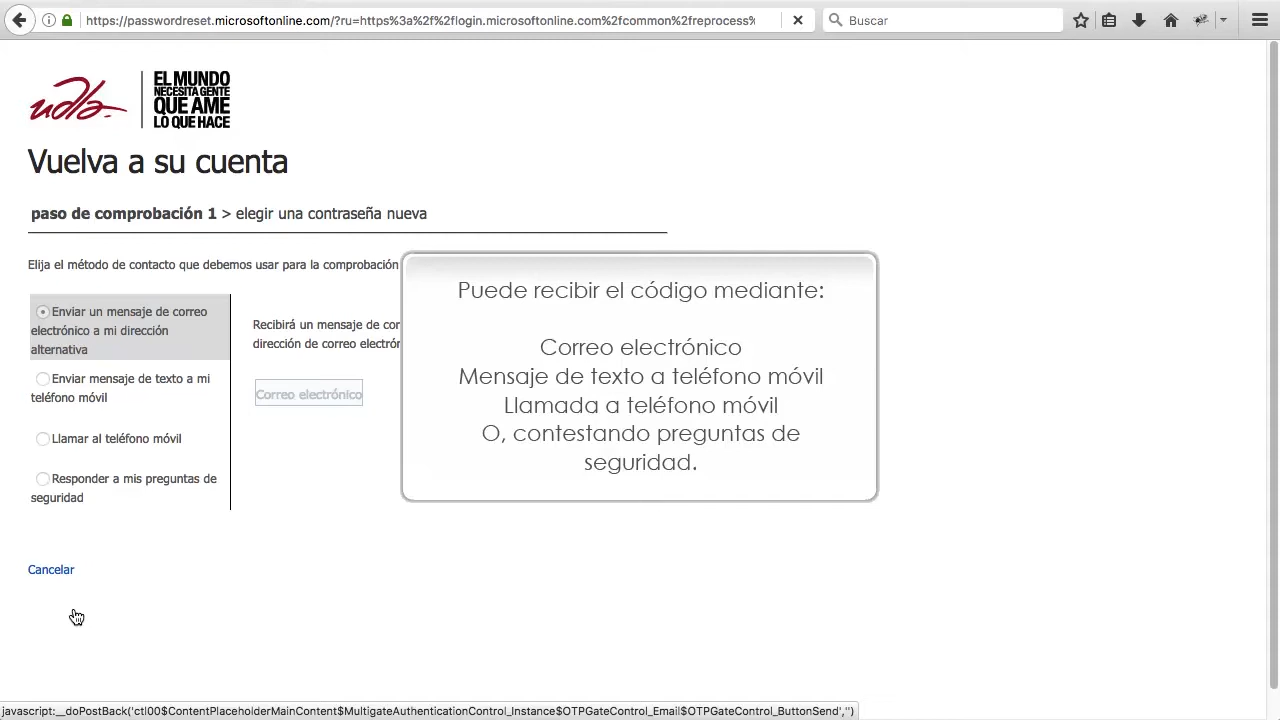 https://passwordreset.microsoftonline.com/?ru=https%3a%2f%2flogin.microsoftonline.com%2fcommon%2freprocess%
Buscar
udla
EL MUNDO
NECESITA GENTE
QUE AME
LO QUE HACE
Vuelva a su cuenta
paso de comprobación 1 > elegir una contraseña nueva
Elija el método de contacto que debemos usar para la comprobación
Enviar un mensaje de correo
electrónico a mi dirección
alternativa
Enviar mensaje de texto a mi
teléfono móvil
Llamar al teléfono móvil
Responder a mis preguntas de
seguridad
Recibirá un mensaje de cor
dirección de correo electrón
Correo electrónico
Puede recibir el código mediante:
Correo electrónico
Mensaje de texto a teléfono móvil
Llamada a teléfono móvil
O, contestando preguntas de
seguridad.
Cancelar
javascript:__doPostBack('ctl00$ContentPlaceholderMainContent$MultigateAuthenticationControl_Instance$OTPGateControl_Email$OTPGateControl_ButtonSend','')